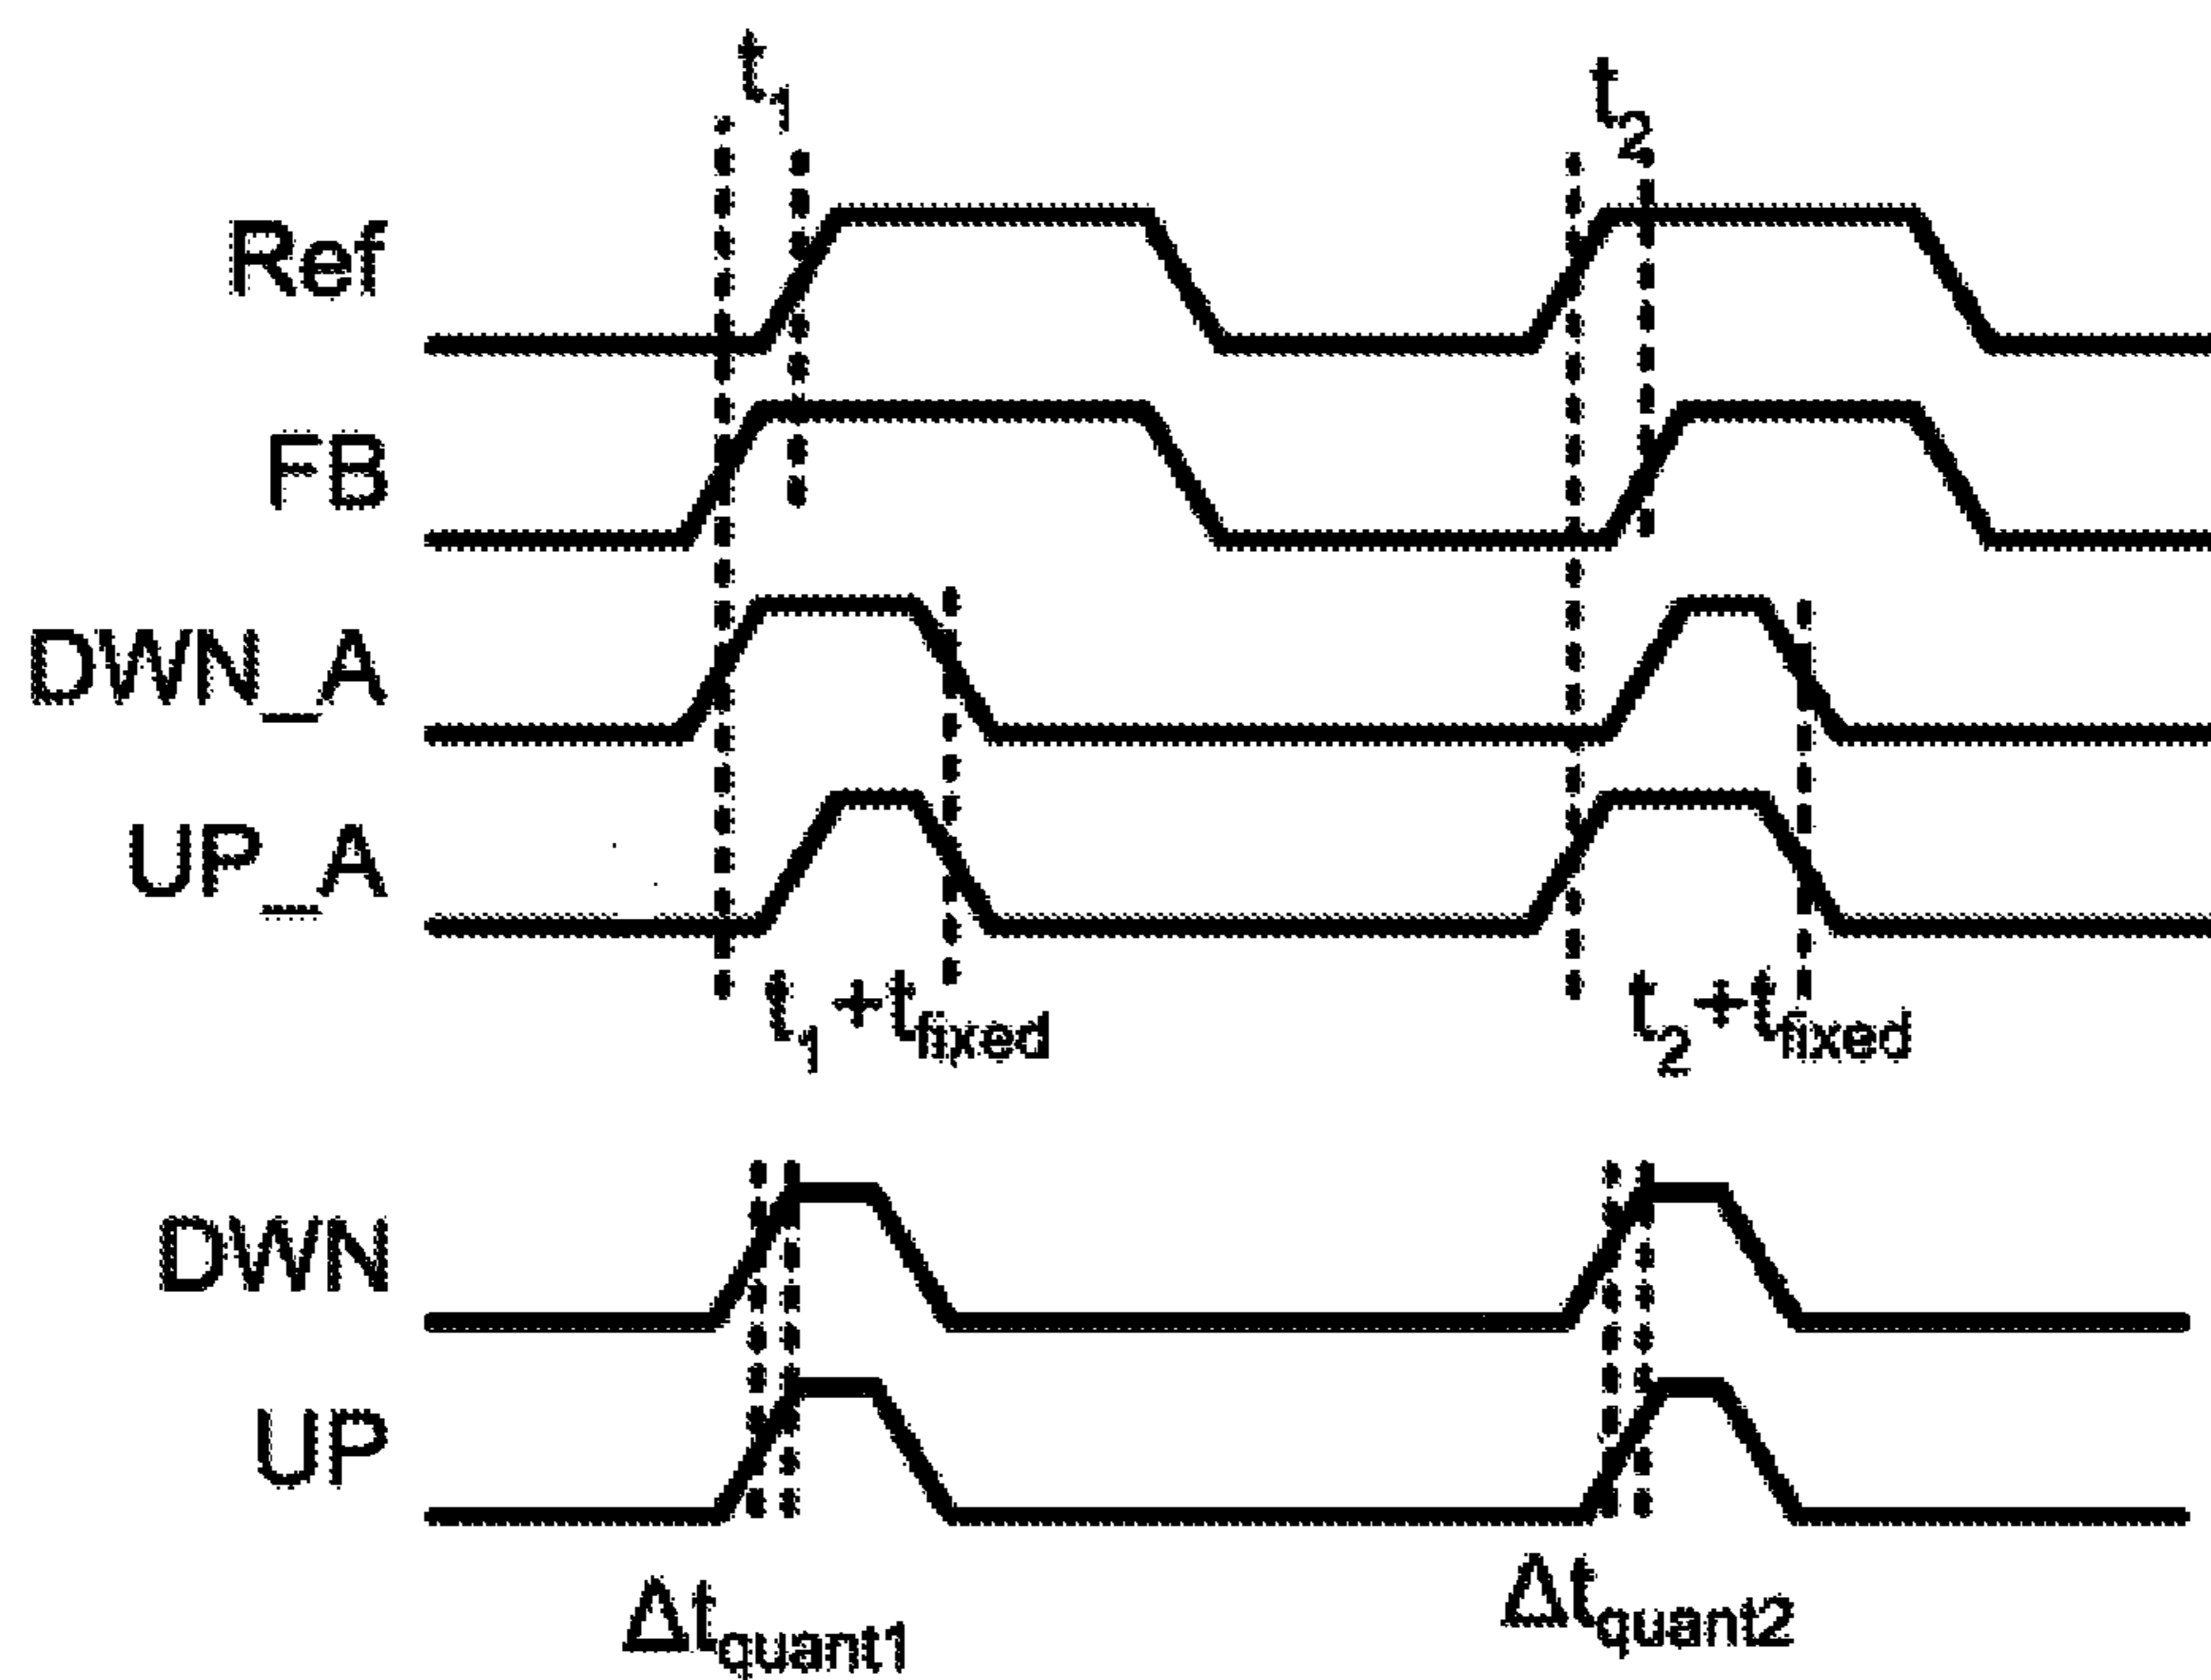 t1
t2
Ref
FB
DWN_A
UP_A
t1 + tfixed
t2 + tfixed
DWN
UP
Δtquant1
Δtquant2